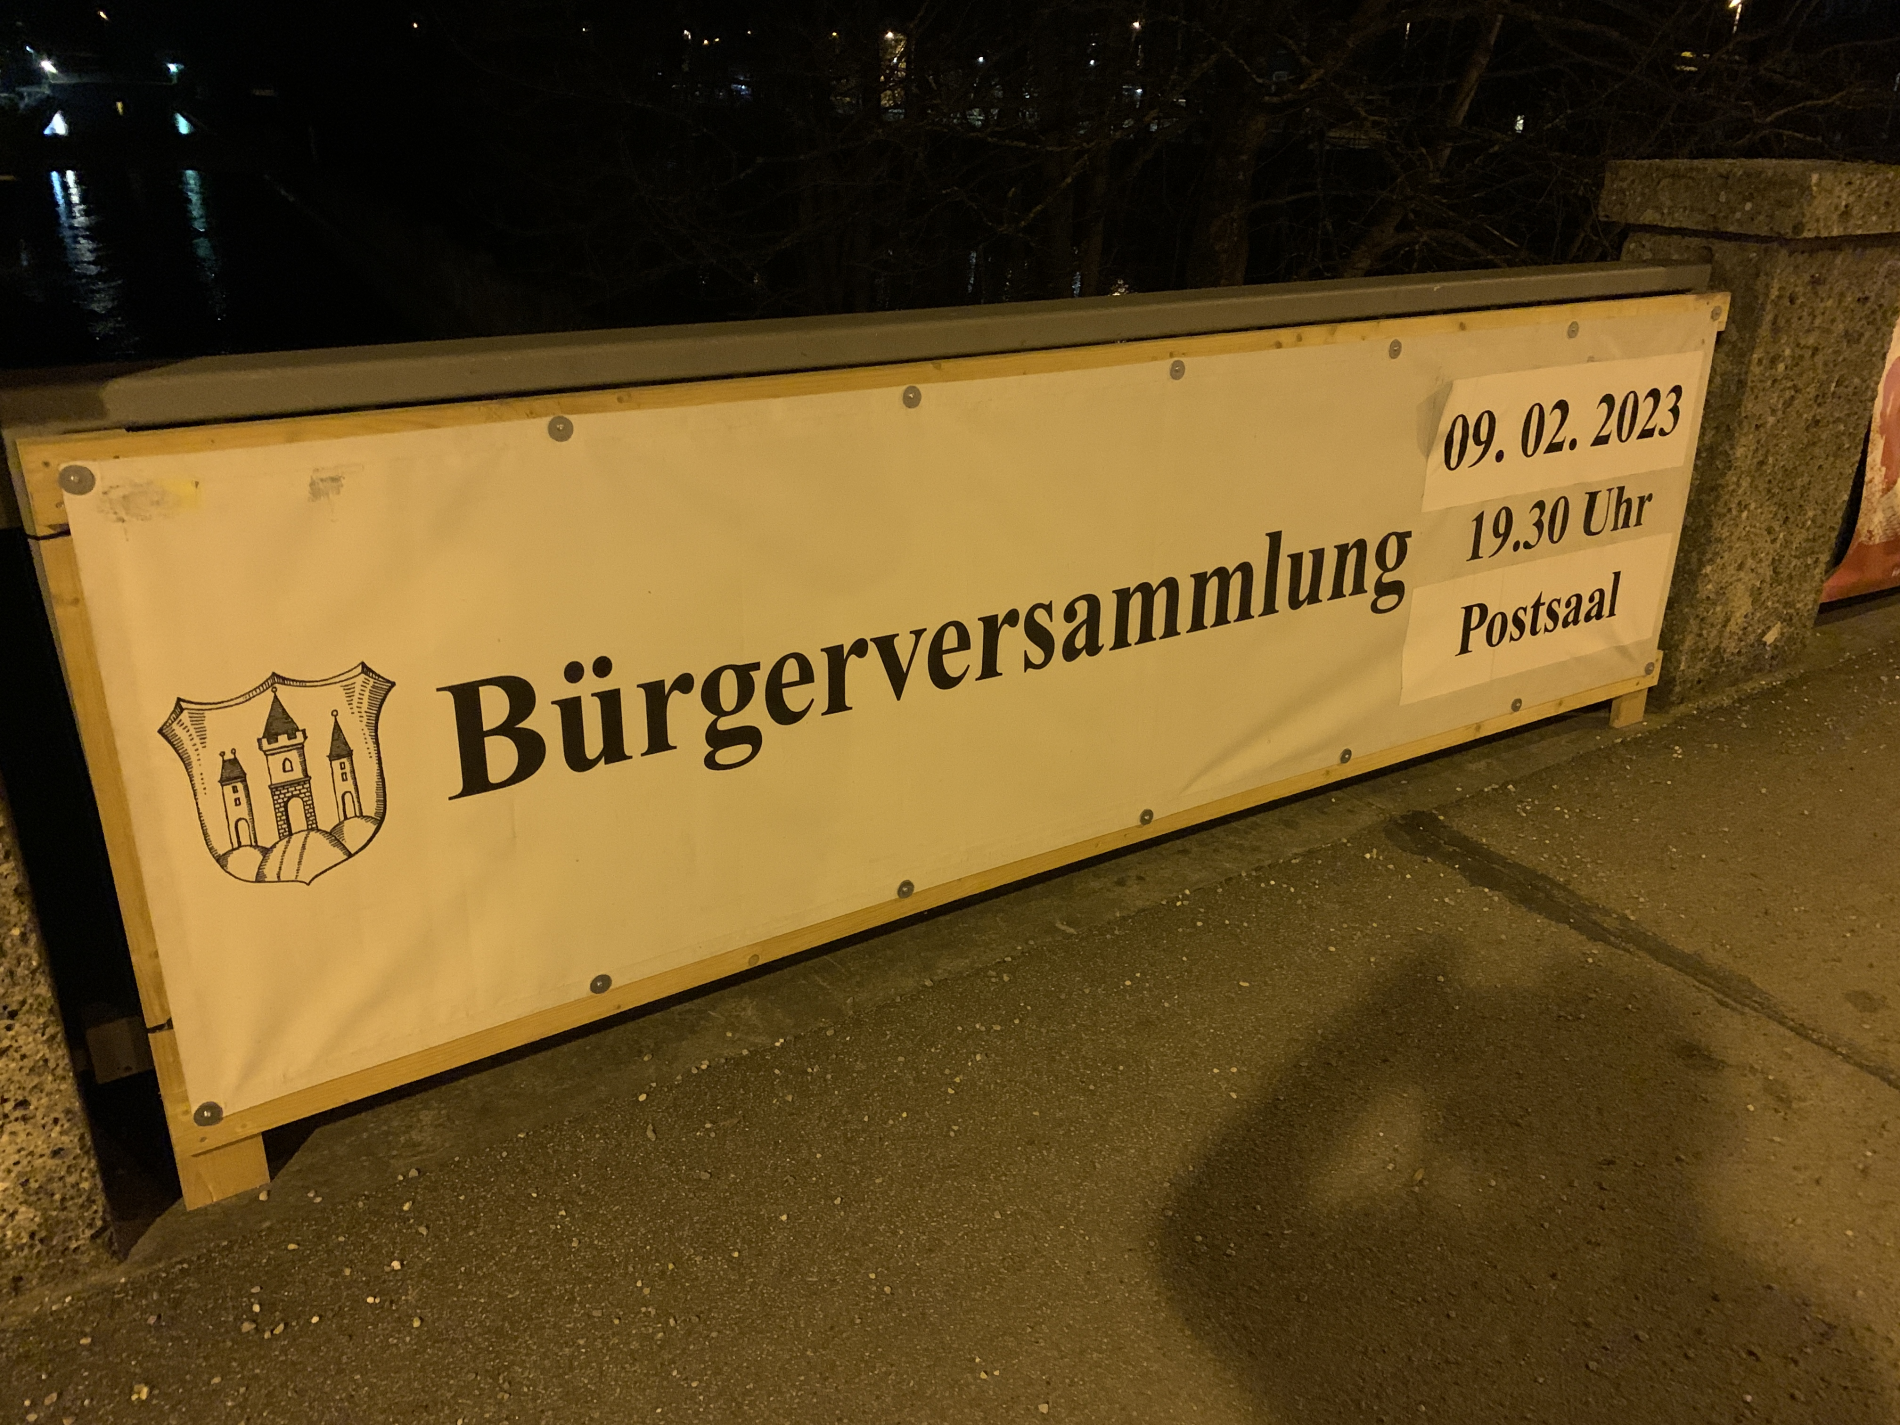 Bürgerversammlung
09. 02. 2023
19.30 Uhr
Postsaal